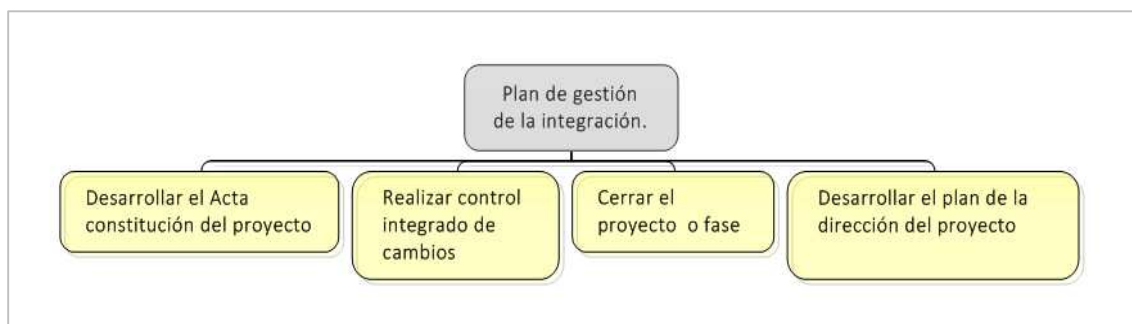 Plan de gestión
de la integración.
Desarrollar el Acta
constitución del proyecto
Realizar control
integrado de
cambios
Cerrar el
proyecto o fase
Desarrollar el plan de la
dirección del proyecto